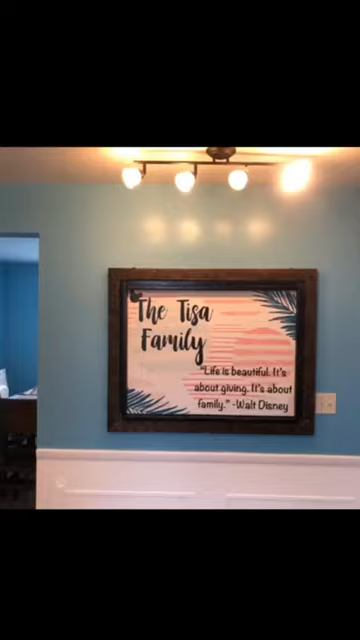 The Tisa
Family
"Life is beautiful. It's
about giving. It's about
family." -Walt Disney